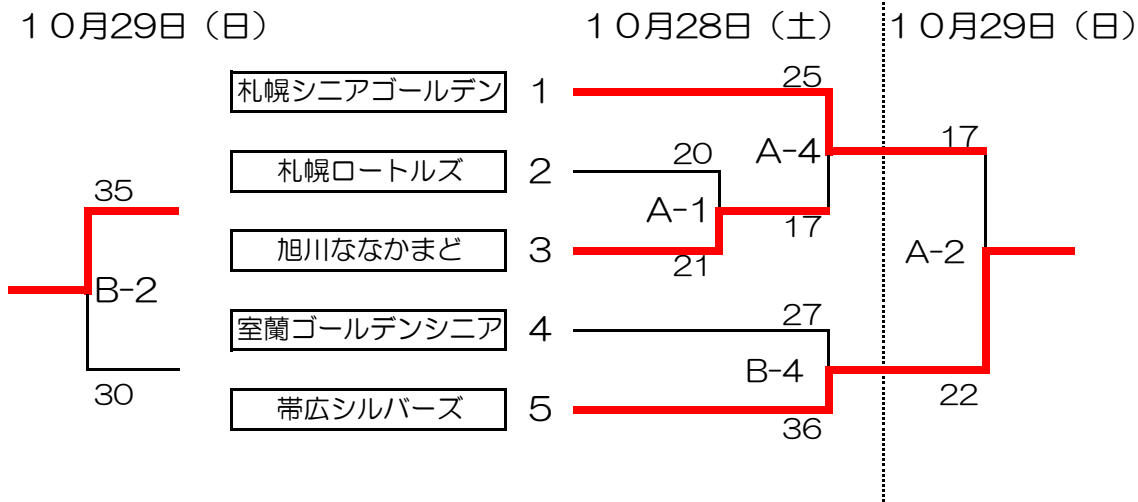 １０月29日（日）
１０月28日（土）
１０月29日（日）
札幌シニアゴールデン 1
25
17
札幌ロートルズ 2
20
A-4
35
A-1
17
旭川ななかまど 3
21
A-2
B-2
室蘭ゴールデンシニア 4
27
B-4
30
22
帯広シルバーズ 5
36